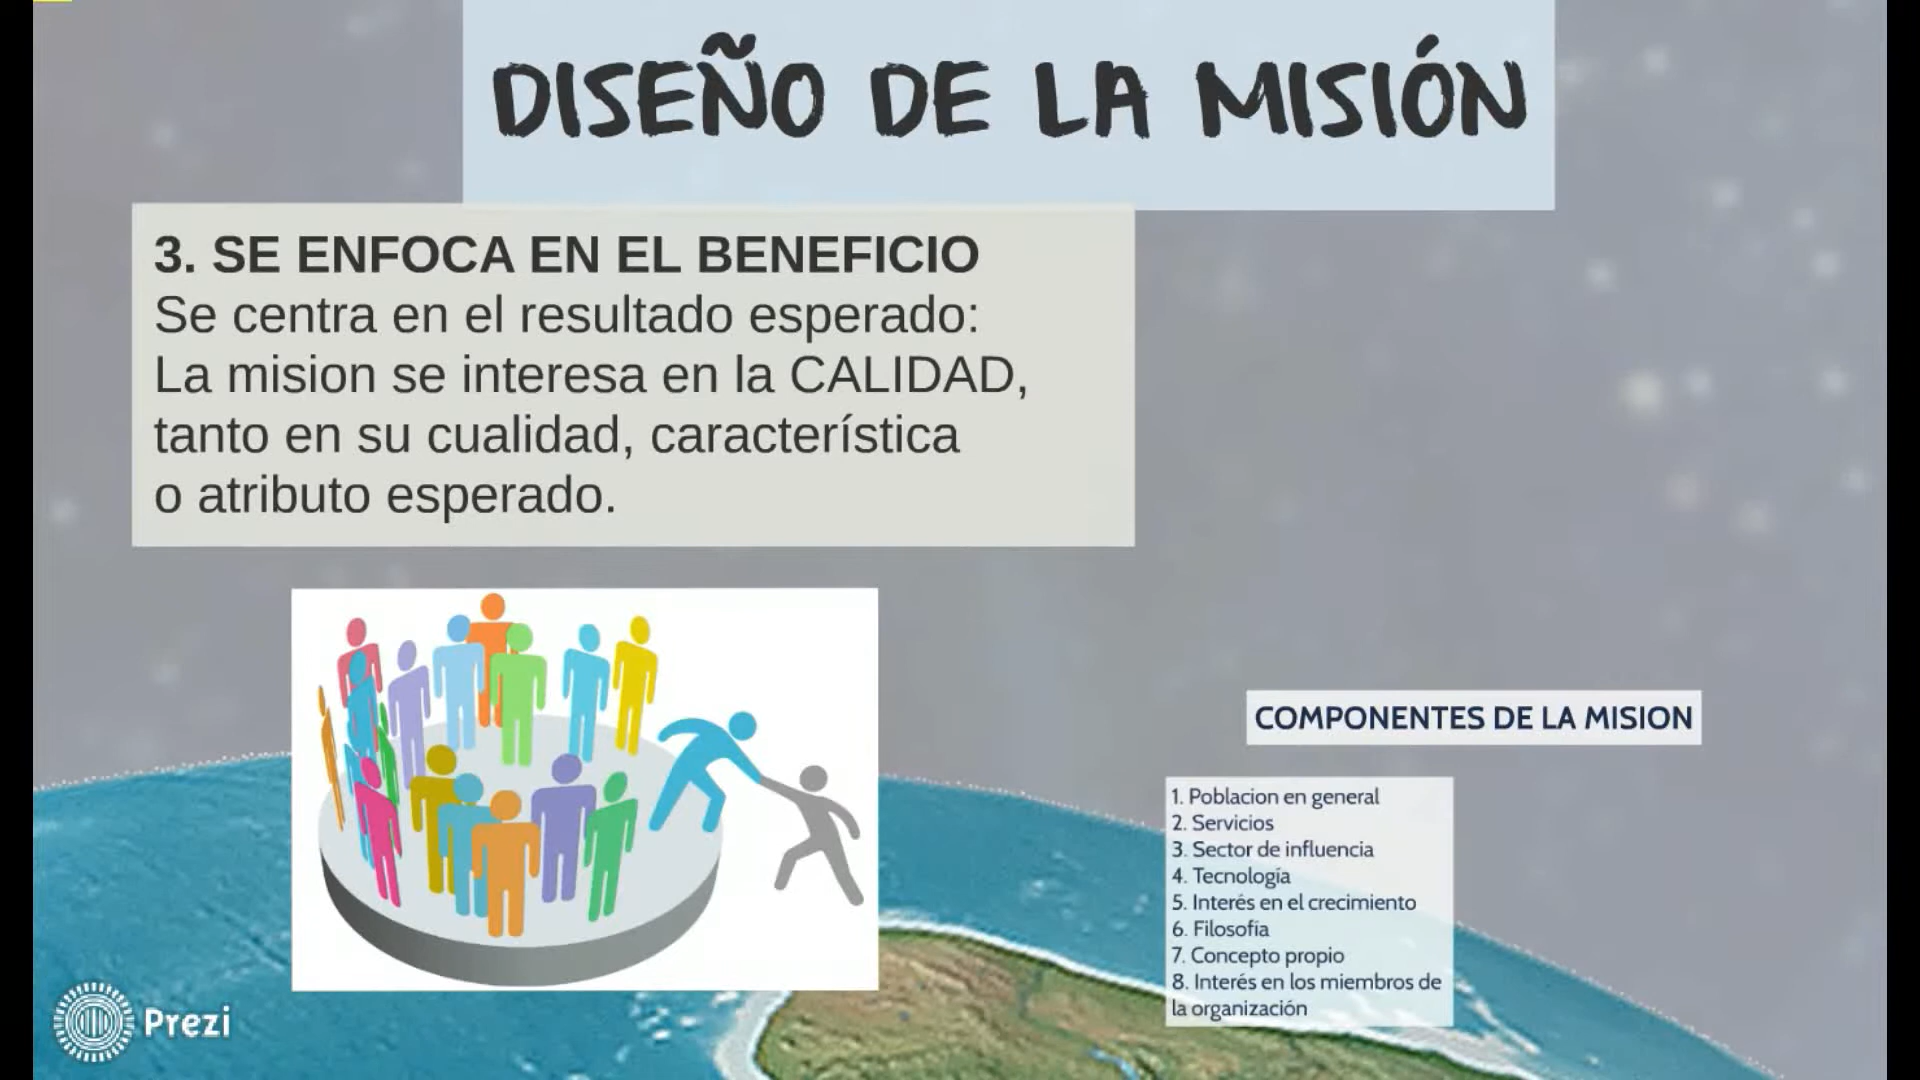 DISEÑO DE LA MISIÓN
3. SE ENFOCA EN EL BENEFICIO
Se centra en el resultado esperado:
La mision se interesa en la CALIDAD,
tanto en su cualidad, característica
o atributo esperado.
COMPONENTES DE LA MISION
1. Poblacion en general
2. Servicios
3. Sector de influencia
4. Tecnología
5. Interés en el crecimiento
6. Filosofía
7. Concepto propio
8. Interés en los miembros de
la organización
Prezi